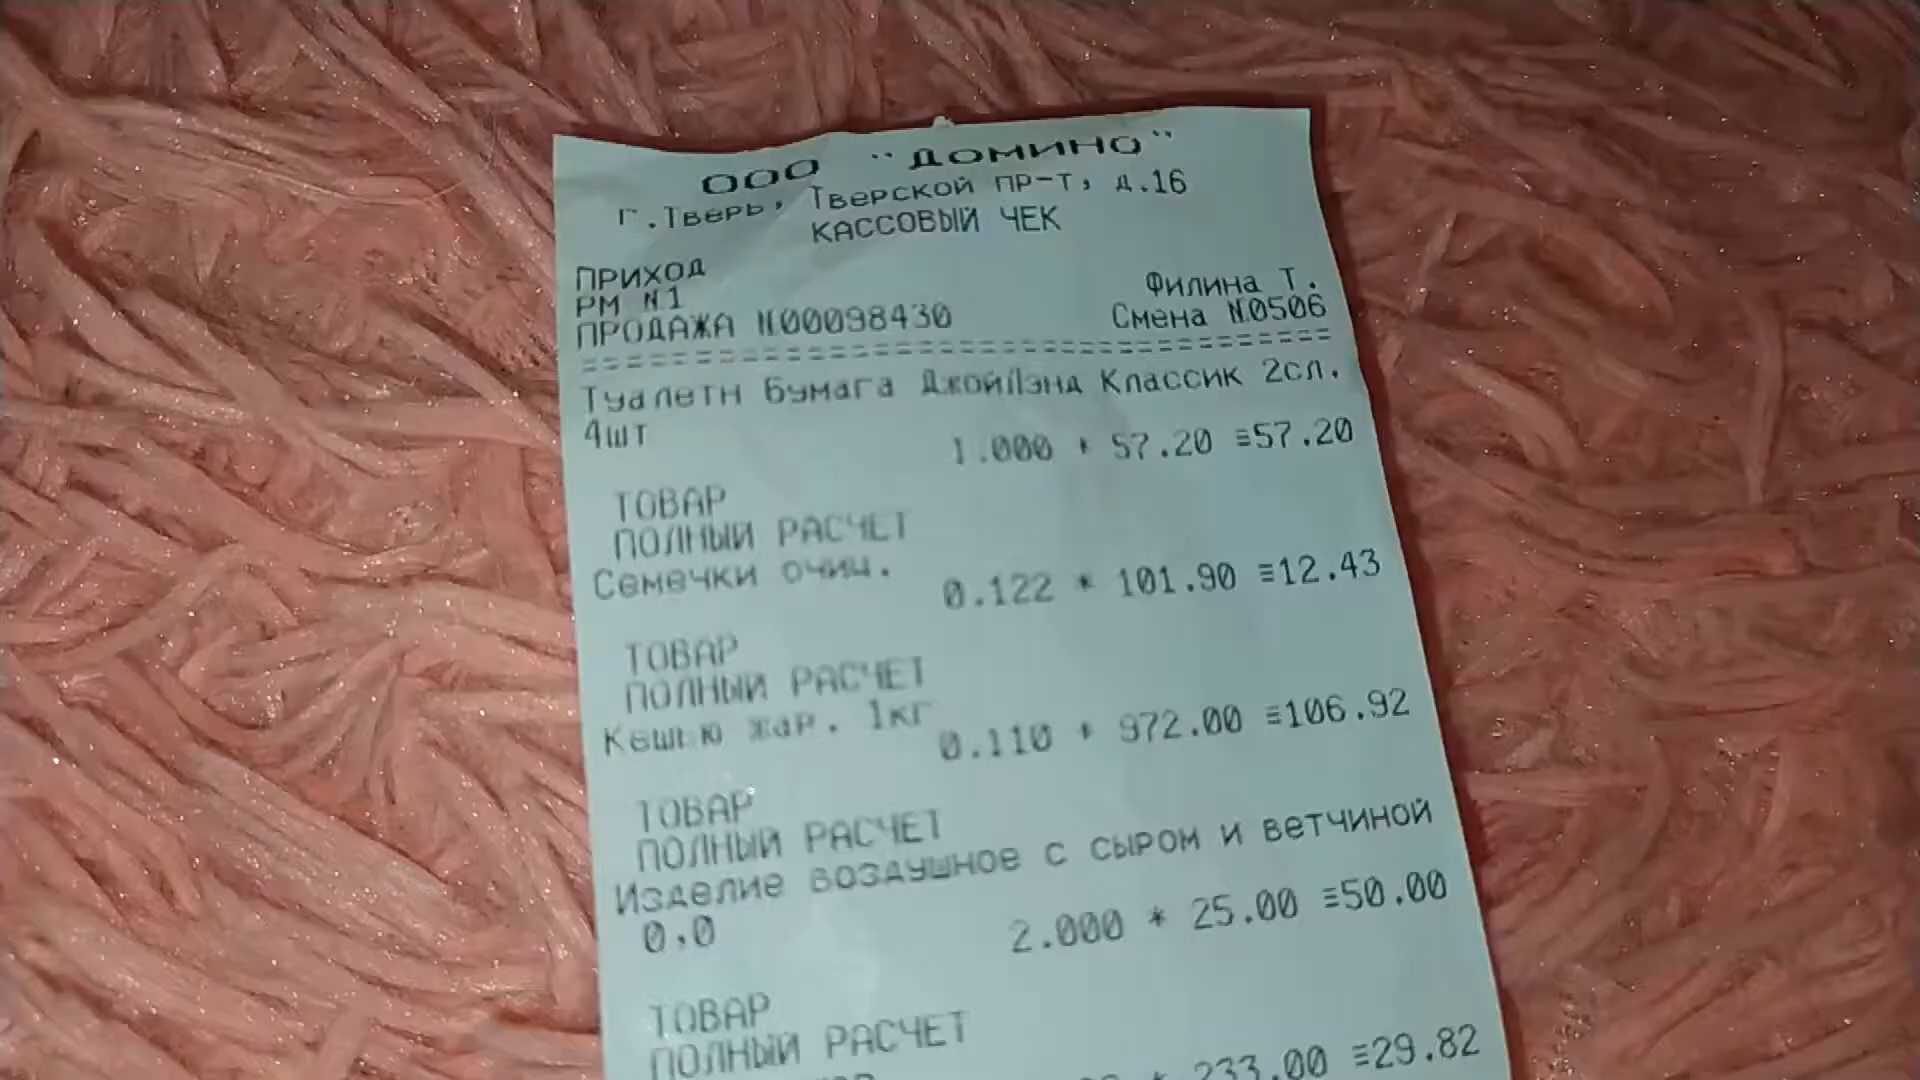 ООО "ДОМИНО"
Г.Тверь, Тверской пр-т, д.16
КАССОВЫЙ ЧЕК
ПРИХОД
РМ N1 Филина Т.
ПРОДАЖА N00098430 Смена N0506
================================
Туалетн Бумага ДжойЛэнд Классик 2сл.
4шт
1.000 * 57.20 ≡57.20
ТОВАР
ПОЛНЫЙ РАСЧЕТ
Семечки очищ.
0.122 * 101.90 ≡12.43
ТОВАР
ПОЛНЫЙ РАСЧЕТ
Кешью жар. 1кг
0.110 * 972.00 ≡106.92
ТОВАР
ПОЛНЫЙ РАСЧЕТ
Изделие воздушное с сыром и ветчиной
0,0
2.000 * 25.00 ≡50.00
ТОВАР
ПОЛНЫЙ РАСЧЕТ
* 233.00 ≡29.82